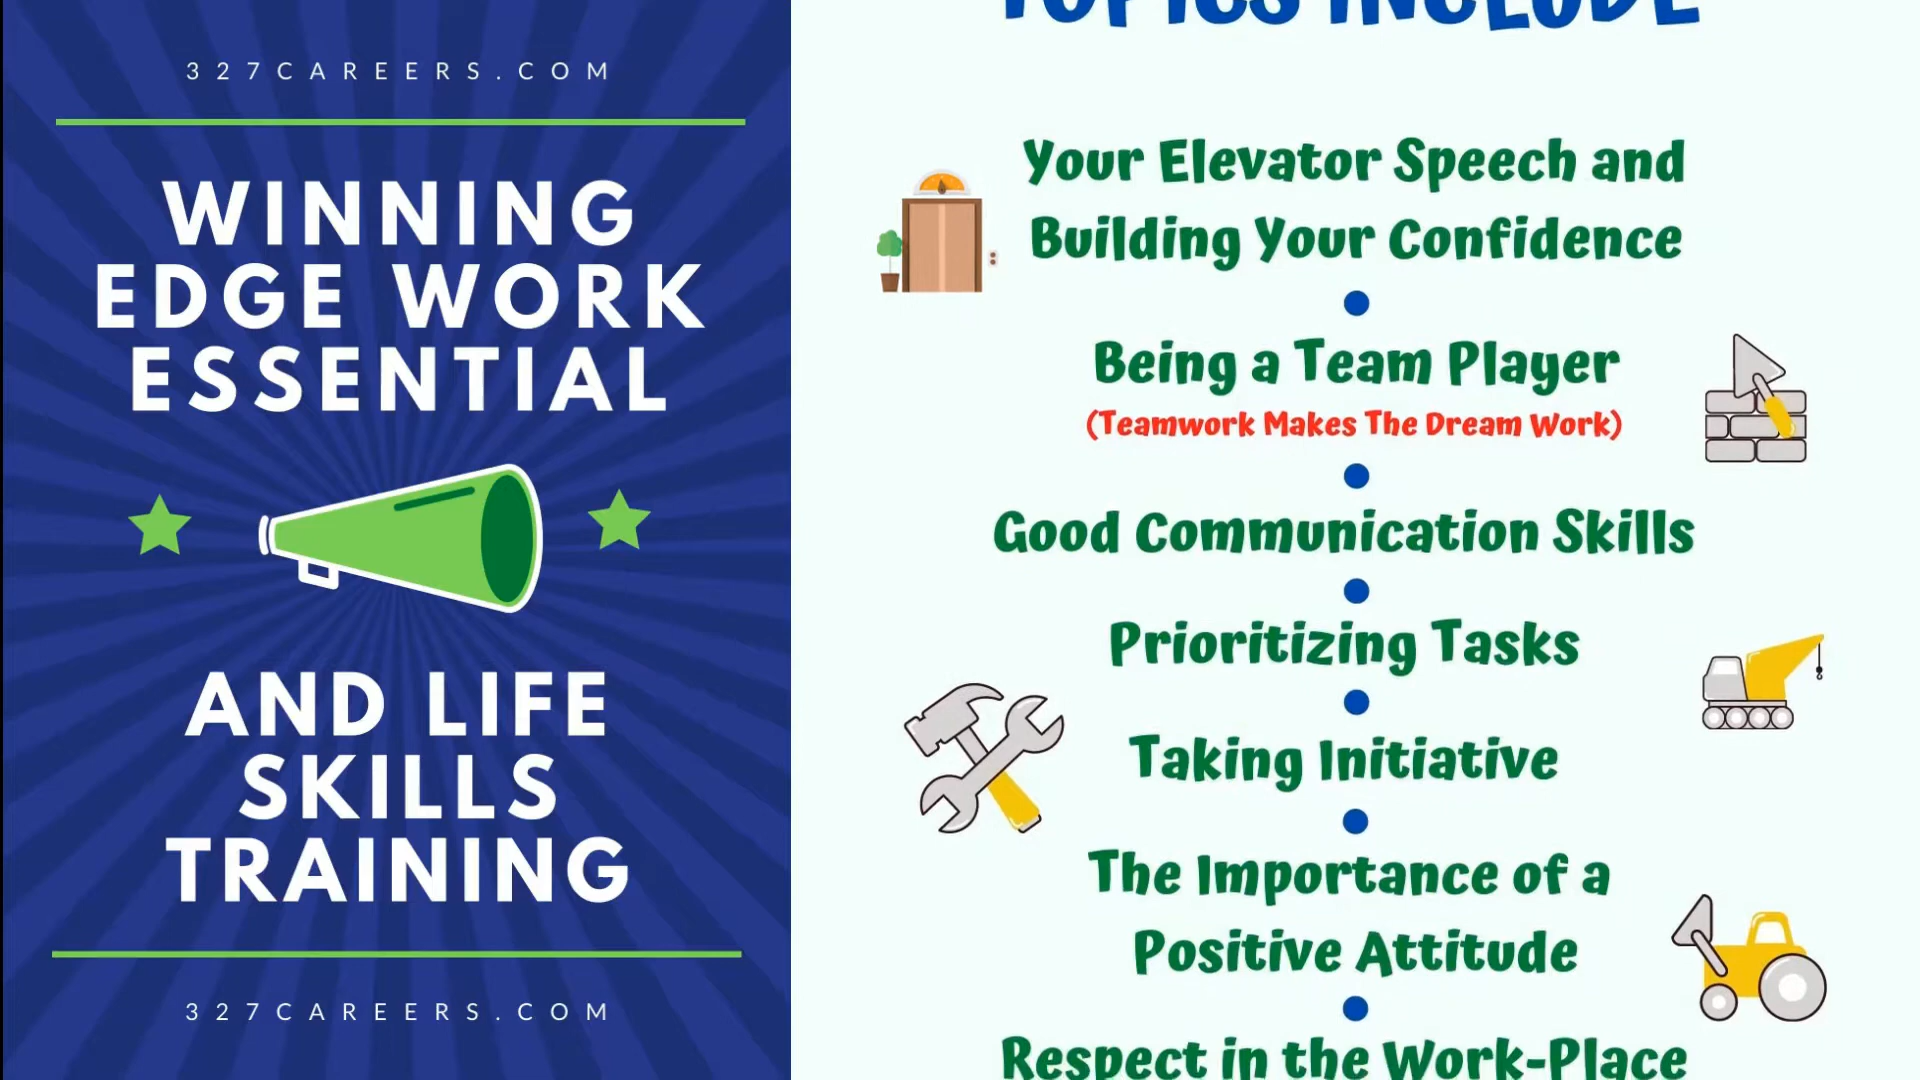 327CAREERS.COM
WINNING
EDGE WORK
ESSENTIAL
AND LIFE
SKILLS
TRAINING
327CAREERS.COM
TOPICS INCLUDE
Your Elevator Speech and
Building Your Confidence
Being a Team Player
(Teamwork Makes The Dream Work)
Good Communication Skills
Prioritizing Tasks
Taking Initiative
The Importance of a
Positive Attitude
Respect in the Work-Place